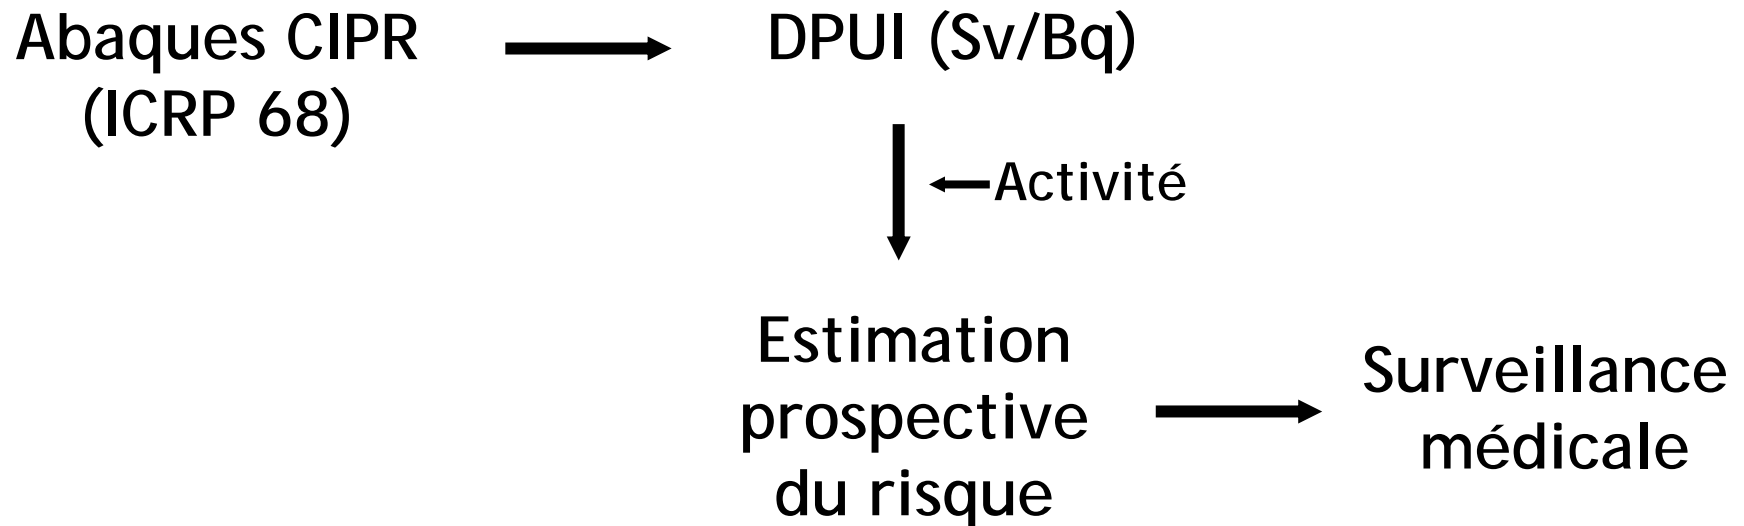 Abaques CIPR
(ICRP 68)
DPUI (Sv/Bq)
Activité
Estimation
prospective
du risque
Surveillance
médicale